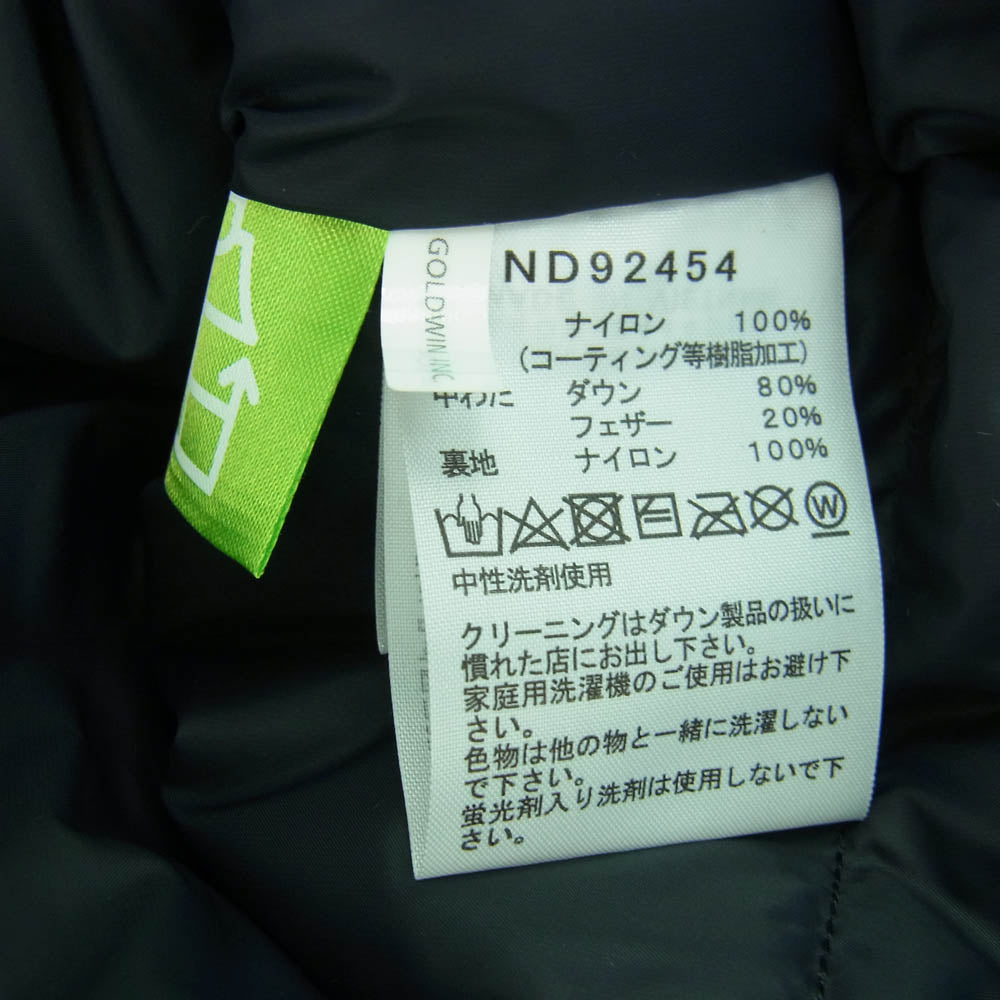 GOLDWIN INC
ND92454
ナイロン 100%
(コーティング等樹脂加工)
中わた ダウン 80%
フェザー 20%
裏地 ナイロン 100%
W
中性洗剤使用
クリーニングはダウン製品の扱いに
慣れた店にお出し下さい。
家庭用洗濯機のご使用はお避け下
さい。
色物は他の物と一緒に洗濯しない
で下さい。
蛍光剤入り洗剤は使用しないで下
さい。